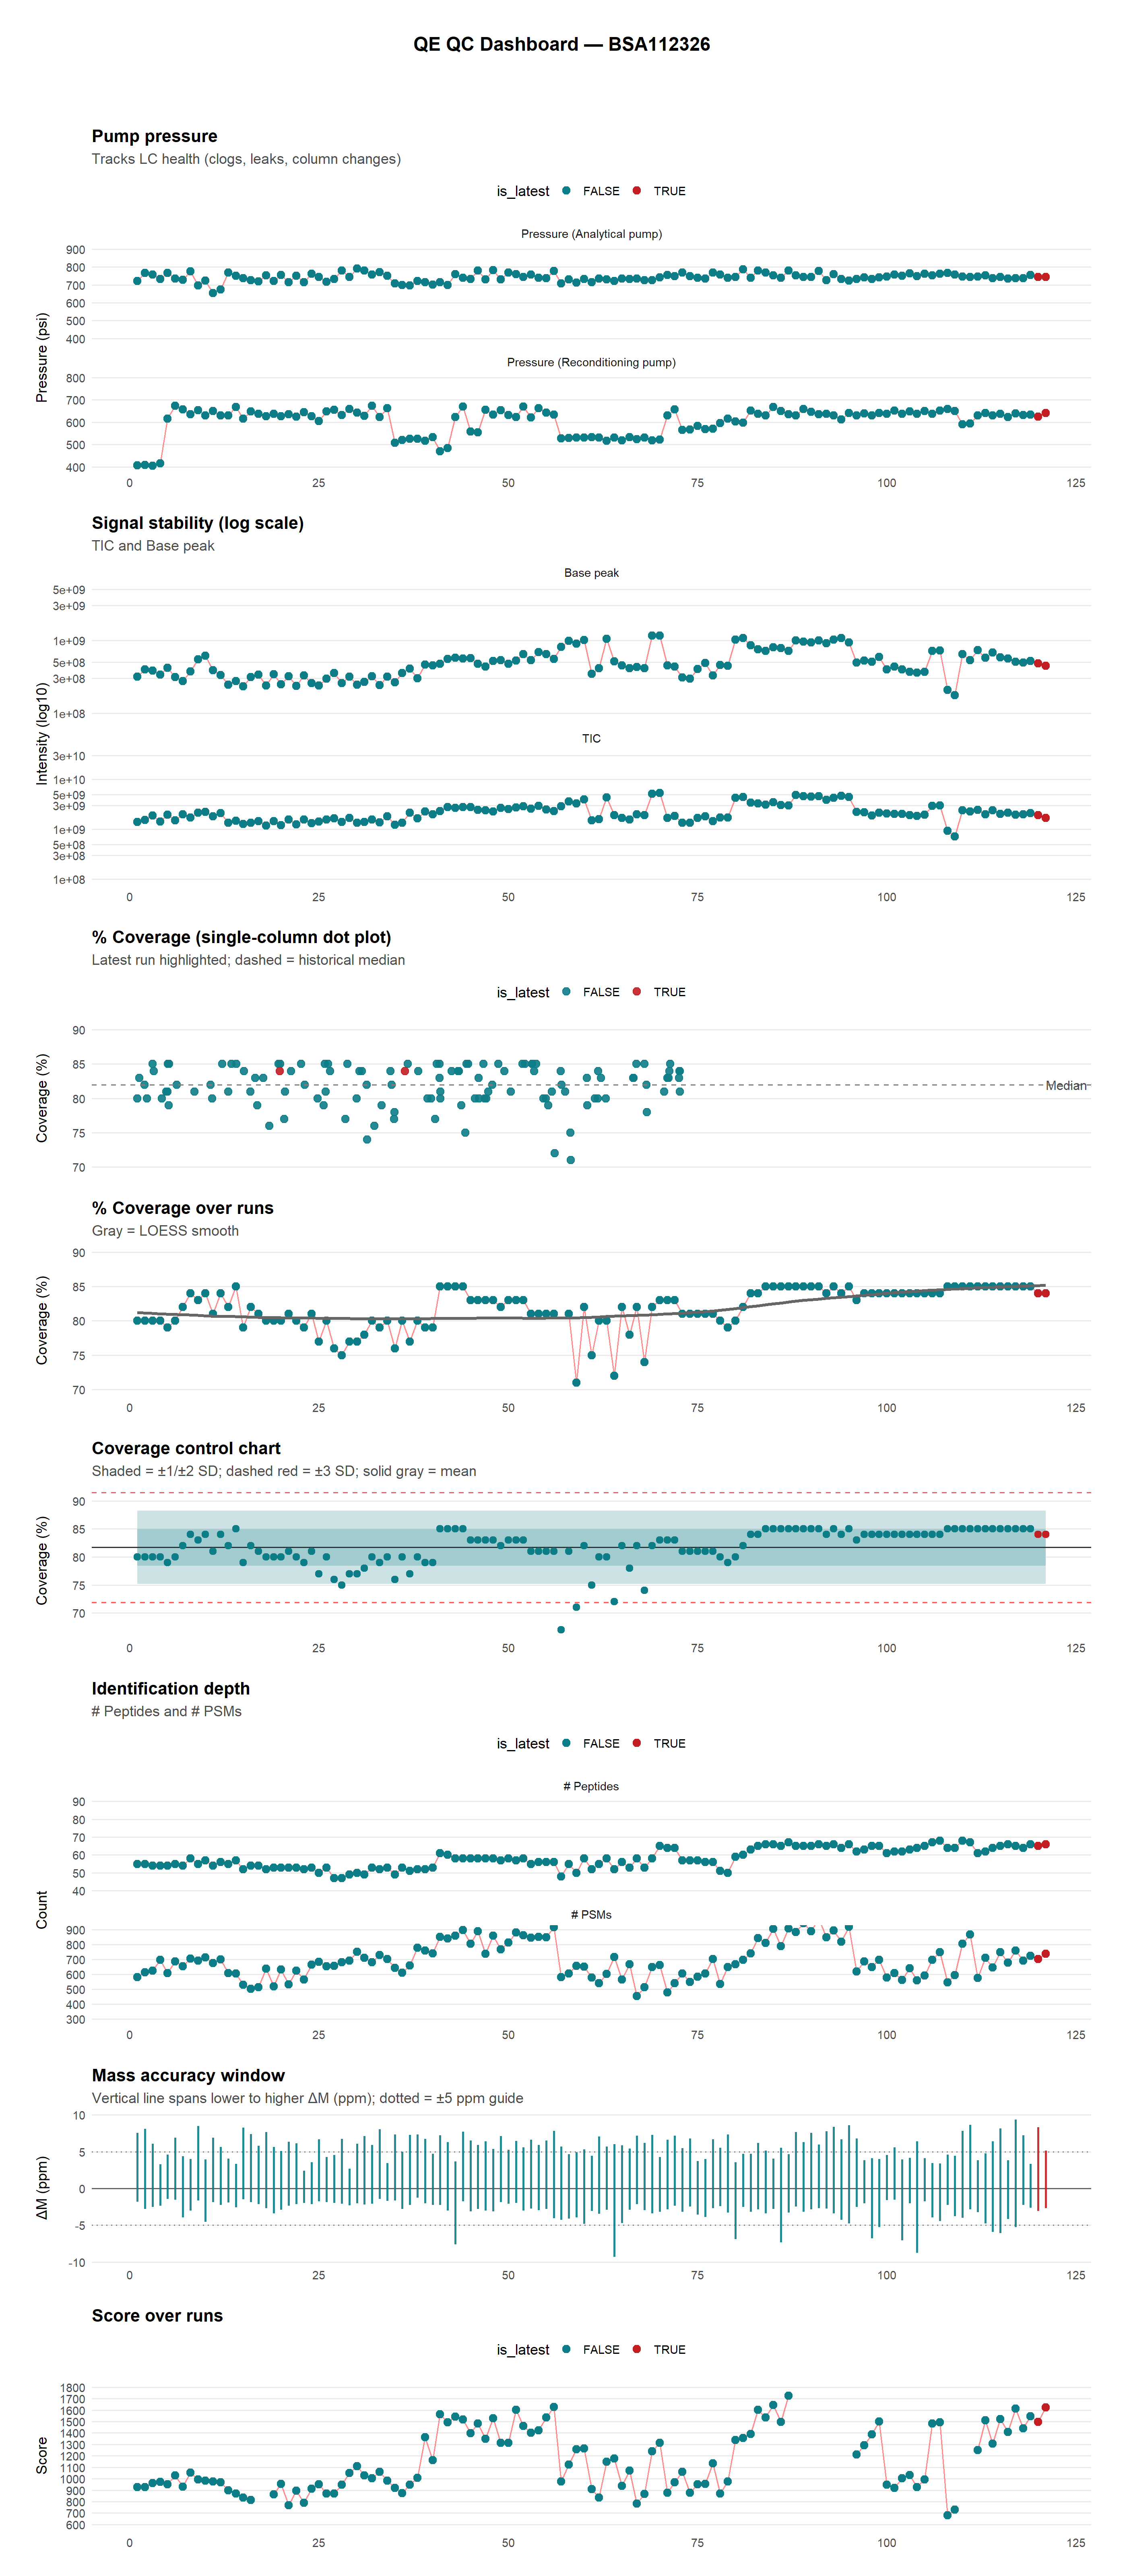 QE QC Dashboard — BSA112326
Pump pressure
Tracks LC health (clogs, leaks, column changes)
is_latest FALSE TRUE
Pressure (Analytical pump)
900
800
700
600
500
400
Pressure (psi)
Pressure (Reconditioning pump)
800
700
600
500
400
0 25 50 75 100 125
Signal stability (log scale)
TIC and Base peak
Base peak
5e+09
3e+09
1e+09
5e+08
3e+08
1e+08
Intensity (log10)
TIC
3e+10
1e+10
5e+09
3e+09
1e+09
5e+08
3e+08
1e+08
0 25 50 75 100 125
% Coverage (single-column dot plot)
Latest run highlighted; dashed = historical median
is_latest FALSE TRUE
Coverage (%)
90
85
80
75
70
Median
% Coverage over runs
Gray = LOESS smooth
Coverage (%)
90
85
80
75
70
0 25 50 75 100 125
Coverage control chart
Shaded = ±1/±2 SD; dashed red = ±3 SD; solid gray = mean
Coverage (%)
90
85
80
75
70
0 25 50 75 100 125
Identification depth
# Peptides and # PSMs
is_latest FALSE TRUE
# Peptides
90
80
70
60
50
40
Count
# PSMs
900
800
700
600
500
400
300
0 25 50 75 100 125
Mass accuracy window
Vertical line spans lower to higher ΔM (ppm); dotted = ±5 ppm guide
ΔM (ppm)
10
5
0
-5
-10
0 25 50 75 100 125
Score over runs
is_latest FALSE TRUE
Score
1800
1700
1600
1500
1400
1300
1200
1100
1000
900
800
700
600
0 25 50 75 100 125